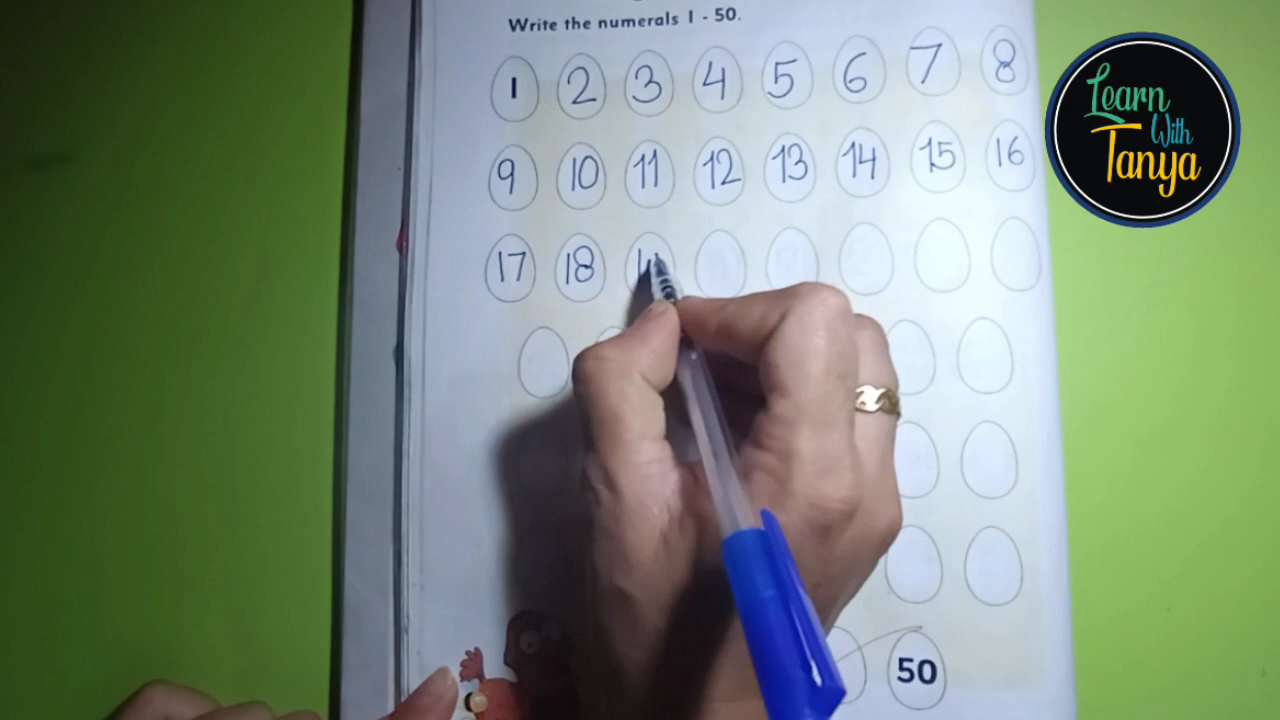 Write the numerals 1 - 50.
1 2 3 4 5 6 7 8
9 10 11 12 13 14 15 16
17 18
50
Learn
With
Tanya